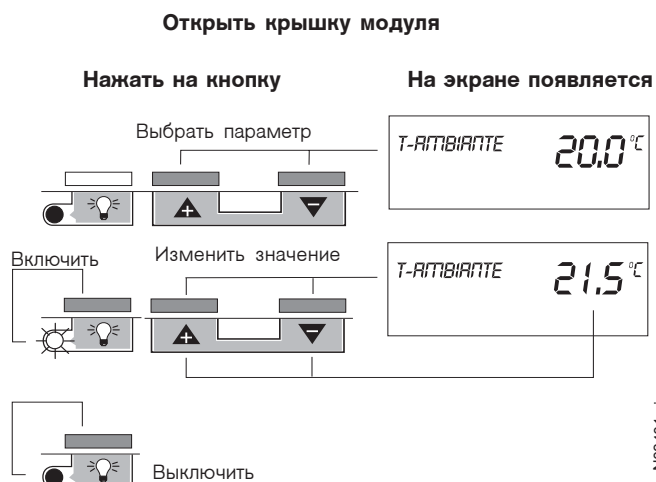 Открыть крышку модуля
Нажать на кнопку
На экране появляется
Выбрать параметр
T-AMBIANTE 20.0°C
Включить
Изменить значение
T-AMBIANTE 21.5°C
Выключить